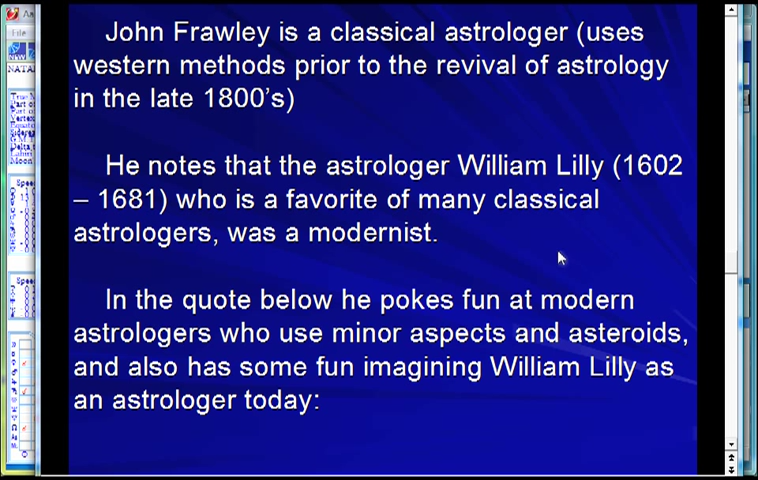 John Frawley is a classical astrologer (uses
western methods prior to the revival of astrology
in the late 1800's)
He notes that the astrologer William Lilly (1602
– 1681) who is a favorite of many classical
astrologers, was a modernist.
In the quote below he pokes fun at modern
astrologers who use minor aspects and asteroids,
and also has some fun imagining William Lilly as
an astrologer today:
File
NATAL